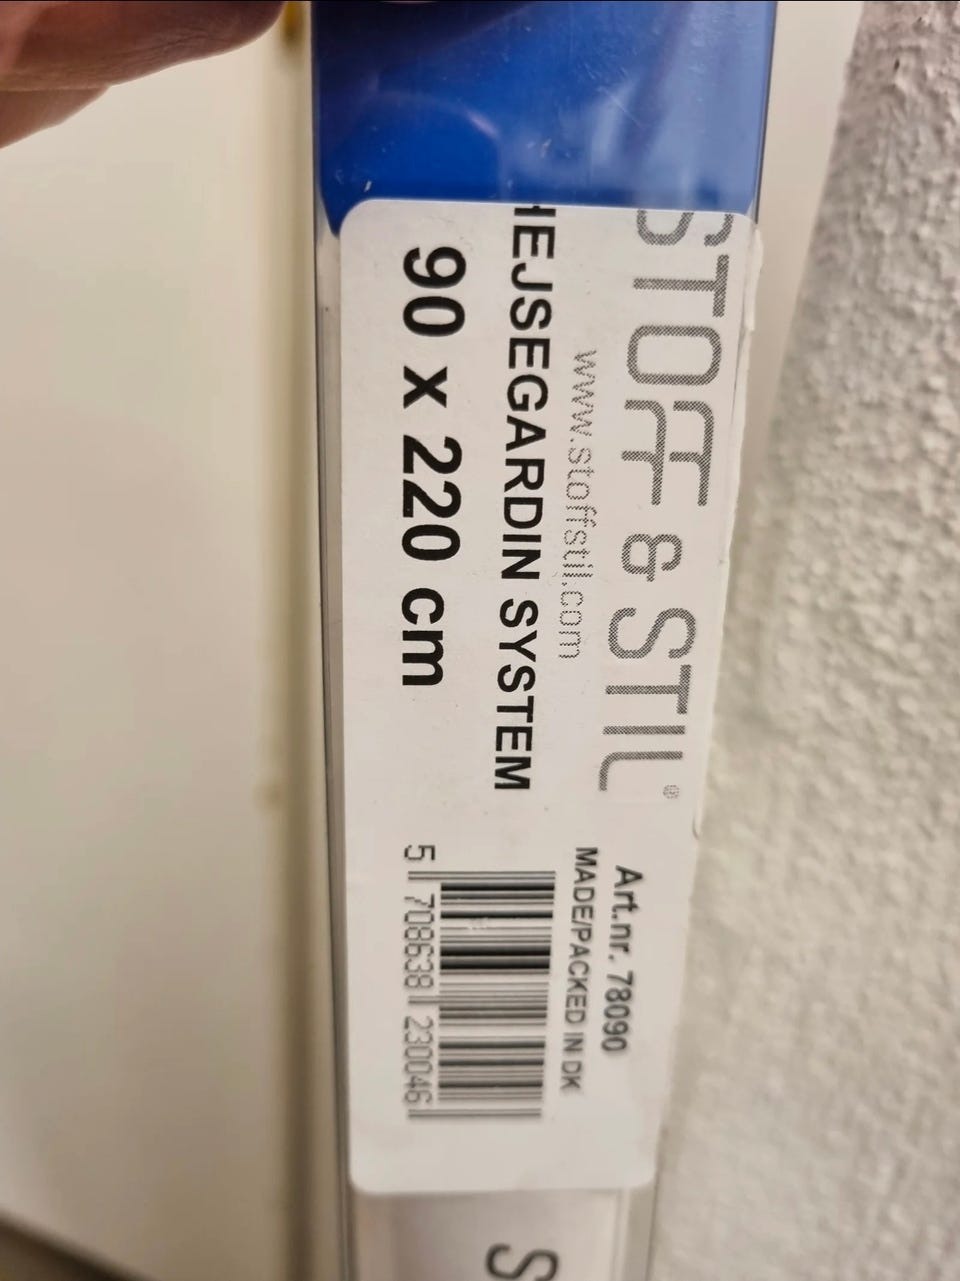 STOFF & STIL®
www.stoffstil.com
HEJSEGARDIN SYSTEM
90 x 220 cm
Art.nr. 78090
MADE/PACKED IN DK
5 708638 230046
S